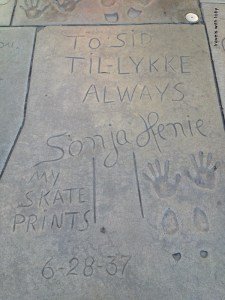 TO SID
TIL-LYKKE
ALWAYS
Sonja Henie
MY
SKATE
PRINTS
6-28-37